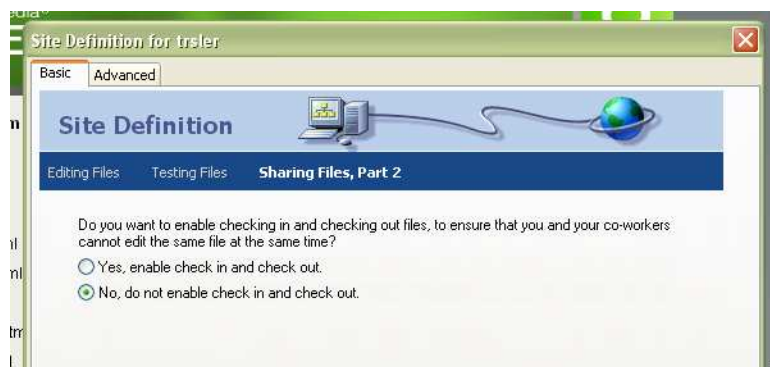 Site Definition for trsler
Basic Advanced
Site Definition
Editing Files Testing Files Sharing Files, Part 2
Do you want to enable checking in and checking out files, to ensure that you and your co-workers
cannot edit the same file at the same time?
Yes, enable check in and check out.
No, do not enable check in and check out.